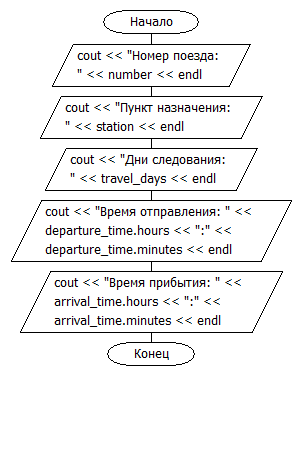 Начало
cout << "Номер поезда:
" << number << endl
cout << "Пункт назначения:
" << station << endl
cout << "Дни следования:
" << travel_days << endl
cout << "Время отправления: " <<
departure_time.hours << ":" <<
departure_time.minutes << endl
cout << "Время прибытия: " <<
arrival_time.hours << ":" <<
arrival_time.minutes << endl
Конец